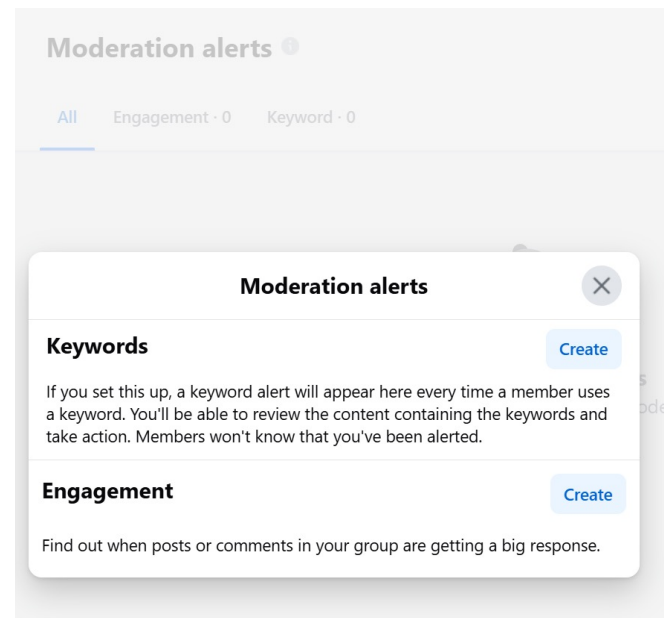 Moderation alerts
All Engagement · 0 Keyword · 0
Moderation alerts
Keywords
Create
If you set this up, a keyword alert will appear here every time a member uses
a keyword. You'll be able to review the content containing the keywords and
take action. Members won't know that you've been alerted.
Engagement
Create
Find out when posts or comments in your group are getting a big response.